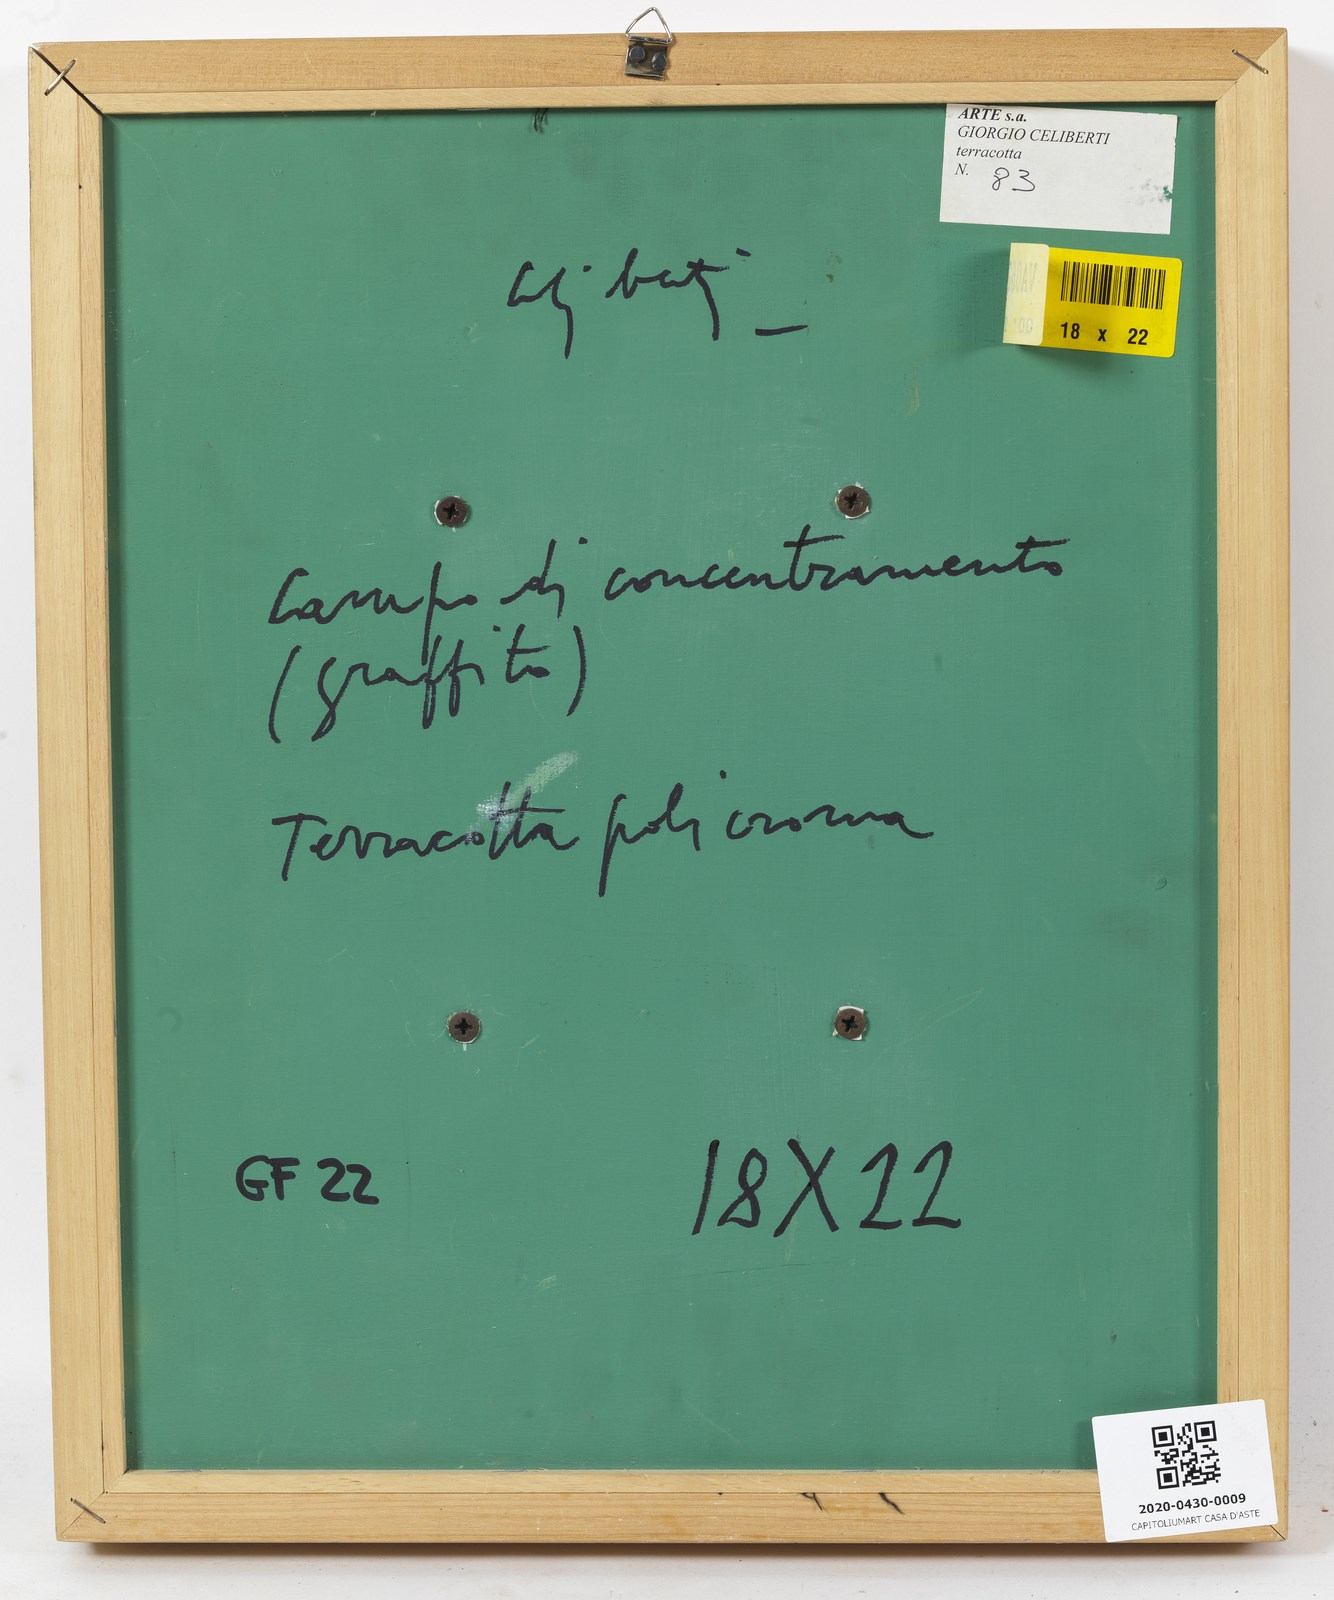 ARTE s.a.
GIORGIO CELIBERTI
terracotta
N. 83
Celiberti
18 x 22
Campo di concentramento
(graffito)
Terracotta policroma
GF 22
18X22
2020-0430-0009
CAPITOLIUMART CASA D'ASTE